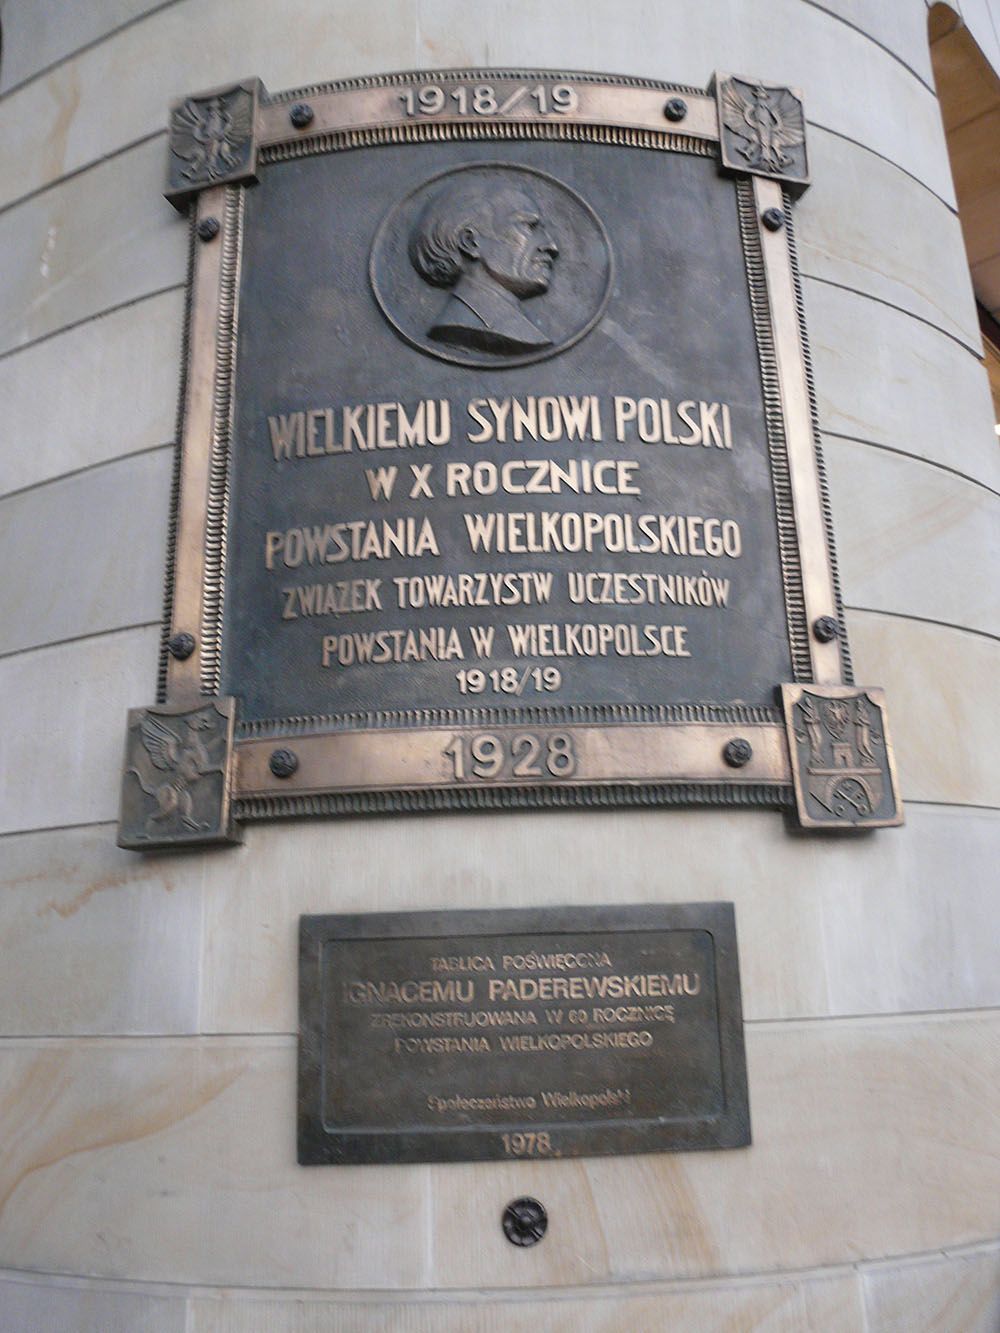 1918/19
WIELKIEMU SYNOWI POLSKI
W X ROCZNICE
POWSTANIA WIELKOPOLSKIEGO
ZWIĄZEK TOWARZYSTW UCZESTNIKÓW
POWSTANIA W WIELKOPOLSCE
1918/19
1928
TABLICA POŚWIĘCONA
IGNACEMU PADEREWSKIEMU
ZREKONSTRUOWANA W 60 ROCZNICĘ
POWSTANIA WIELKOPOLSKIEGO
Społeczeństwo Wielkopolski
1978